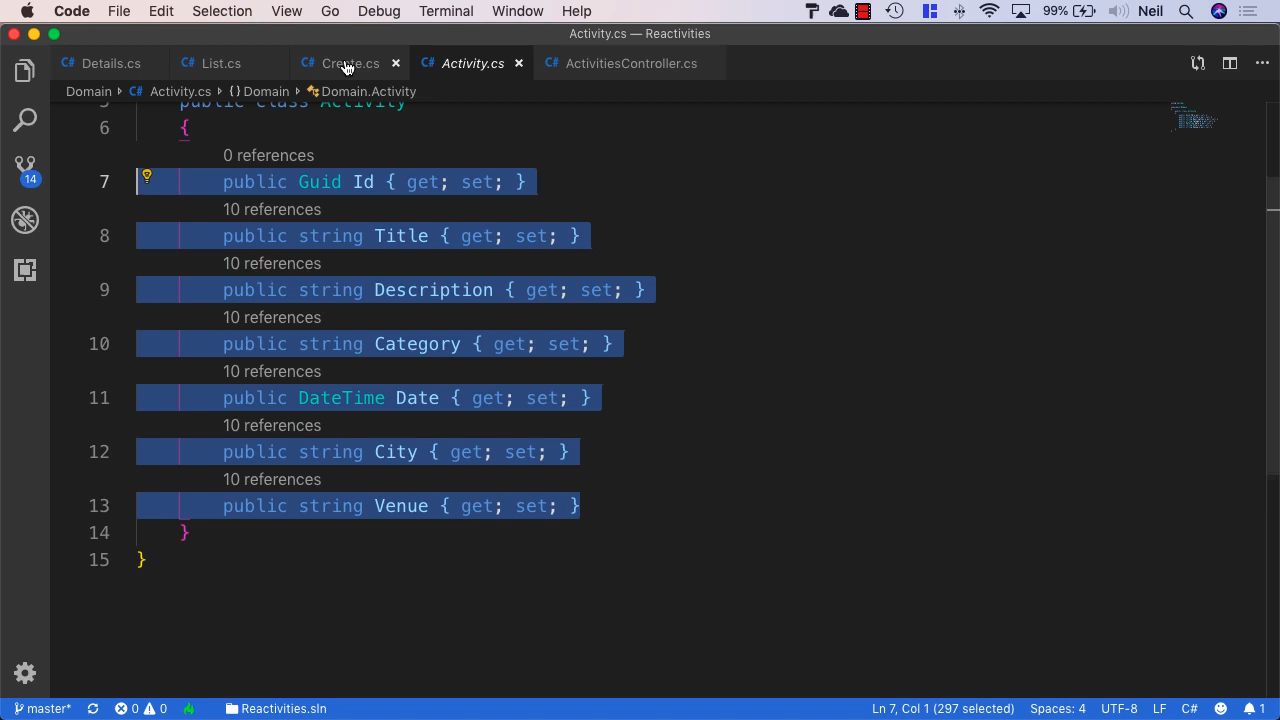 Code File Edit Selection View Go Debug Terminal Window Help 99% Neil
Activity.cs — Reactivities
C# Details.cs C# List.cs C# Create.cs C# Activity.cs C# ActivitiesController.cs
Domain C# Activity.cs {} Domain Domain.Activity
5 public class Activity
6 {
0 references
7 public Guid Id { get; set; }
10 references
8 public string Title { get; set; }
10 references
9 public string Description { get; set; }
10 references
10 public string Category { get; set; }
10 references
11 public DateTime Date { get; set; }
10 references
12 public string City { get; set; }
10 references
13 public string Venue { get; set; }
14 }
15 }
14
master* 0 0 Reactivities.sln Ln 7, Col 1 (297 selected) Spaces: 4 UTF-8 LF C# 1